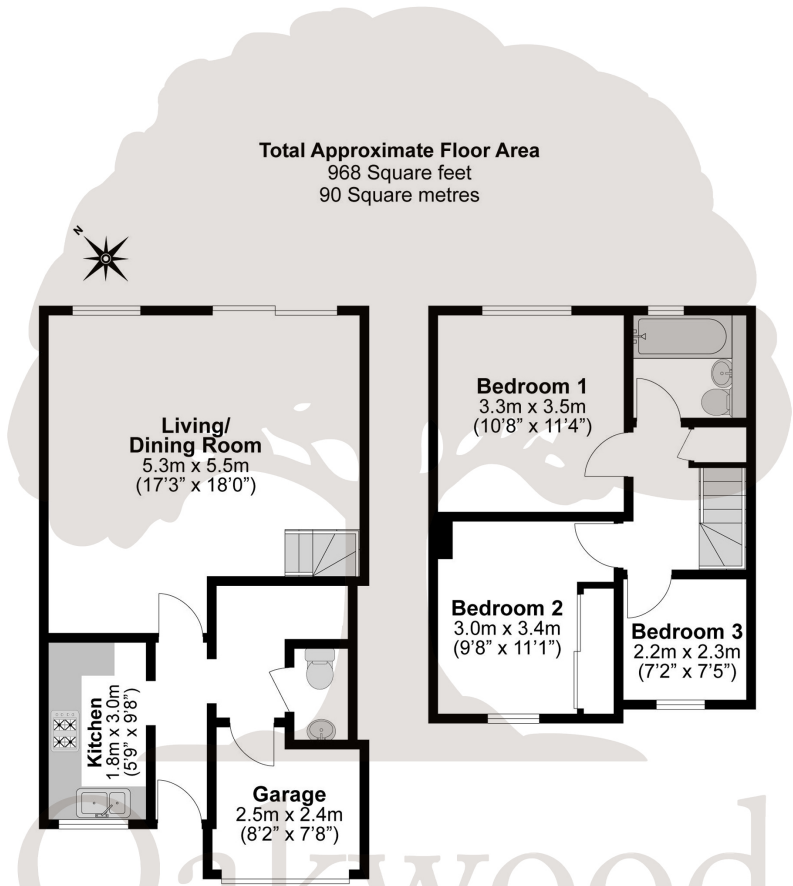 Total Approximate Floor Area
968 Square feet
90 Square metres
N
Living/
Dining Room
5.3m x 5.5m
(17'3” x 18'0”)
Kitchen
1.8m x 3.0m
(5'9” x 9'8”)
Garage
2.5m x 2.4m
(8'2” x 7'8”)
Bedroom 1
3.3m x 3.5m
(10'8” x 11'4”)
Bedroom 2
3.0m x 3.4m
(9'8” x 11'1”)
Bedroom 3
2.2m x 2.3m
(7'2” x 7'5”)
Oakwood